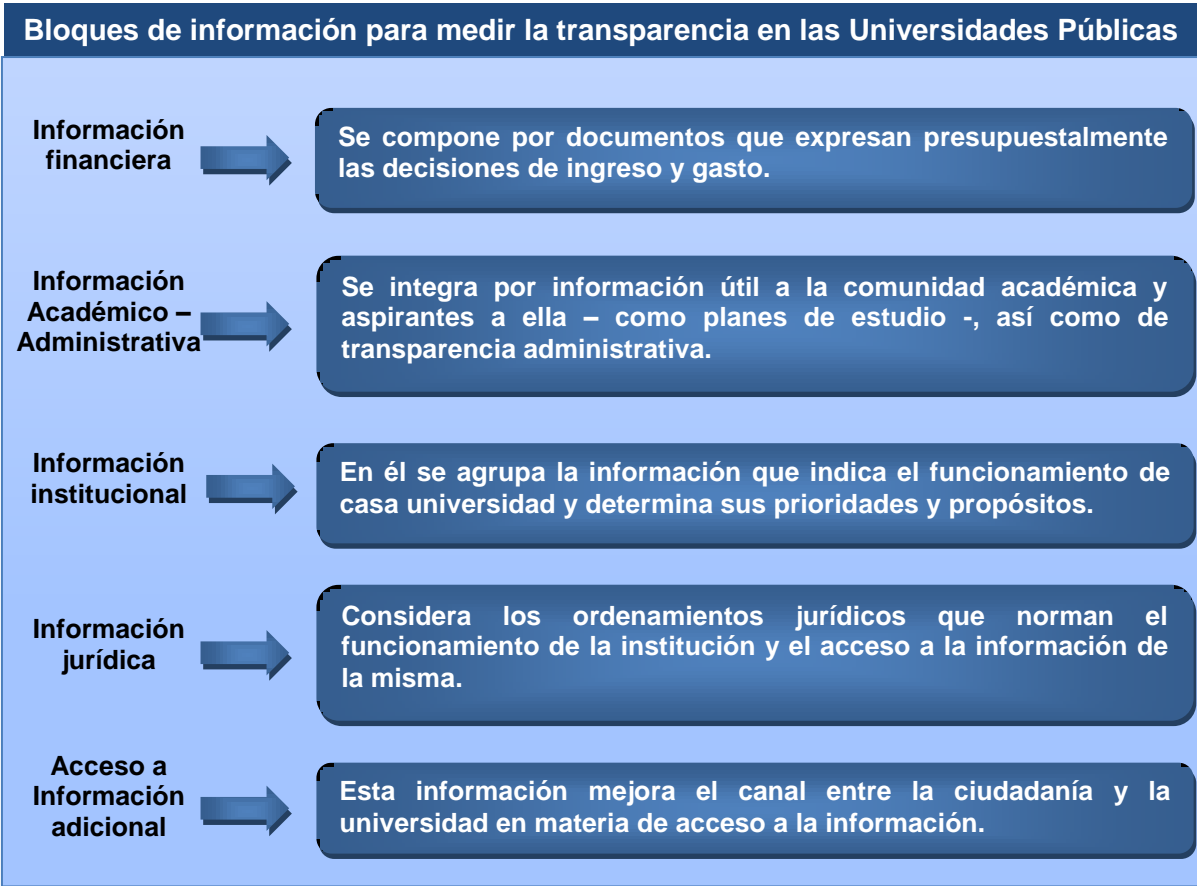 Bloques de información para medir la transparencia en las Universidades Públicas
Información
financiera
Se compone por documentos que expresan presupuestalmente
las decisiones de ingreso y gasto.
Información
Académico –
Administrativa
Se integra por información útil a la comunidad académica y
aspirantes a ella – como planes de estudio -, así como de
transparencia administrativa.
Información
institucional
En él se agrupa la información que indica el funcionamiento de
casa universidad y determina sus prioridades y propósitos.
Información
jurídica
Considera los ordenamientos jurídicos que norman el
funcionamiento de la institución y el acceso a la información de
la misma.
Acceso a
Información
adicional
Esta información mejora el canal entre la ciudadanía y la
universidad en materia de acceso a la información.